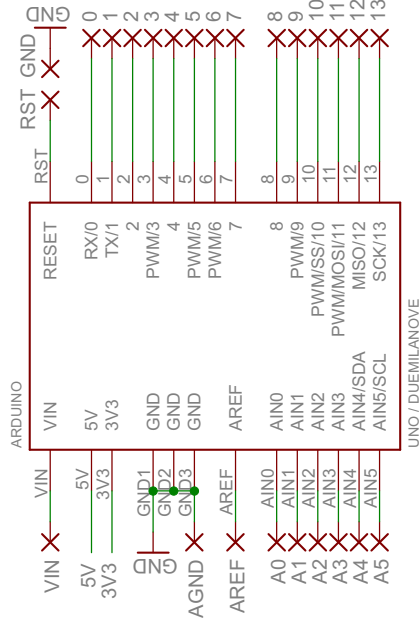 GND
GND
RST
0
1
2
3
4
5
6
7
8
9
10
11
12
13
RST
0
1
2
3
4
5
6
7
8
9
10
11
12
13
RESET
RX/0
TX/1
2
PWM/3
4
PWM/5
PWM/6
7
8
PWM/9
PWM/SS/10
PWM/MOSI/11
MISO/12
SCK/13
ARDUINO
VIN
5V
3V3
GND
GND
GND
AREF
AIN0
AIN1
AIN2
AIN3
AIN4/SDA
AIN5/SCL
UNO / DUEMILANOVE
VIN
5V
3V3
GND1
GND2
GND3
AREF
AIN0
AIN1
AIN2
AIN3
AIN4
AIN5
VIN
5V
3V3
GND
AGND
AREF
A0
A1
A2
A3
A4
A5